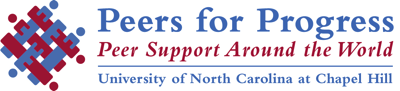 Peers for Progress
Peer Support Around the World
University of North Carolina at Chapel Hill